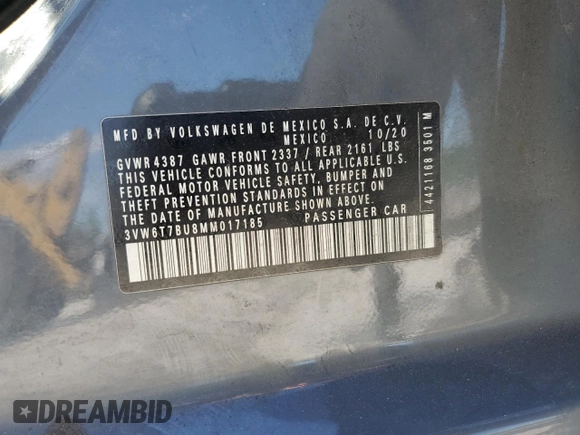 MFD BY VOLKSWAGEN DE MEXICO S.A. DE C.V.
MEXICO 10/20
GVWR 4387 GAWR FRONT 2337 / REAR 2161 LBS
THIS VEHICLE CONFORMS TO ALL APPLICABLE U.S.
FEDERAL MOTOR VEHICLE SAFETY, BUMPER AND
THEFT PREVENTION STANDARDS IN EFFECT ON
THE DATE OF MANUFACTURE SHOWN ABOVE.
3VW6T7BU8MM017185 PASSENGER CAR
4421168 3501 M
DREAMBID